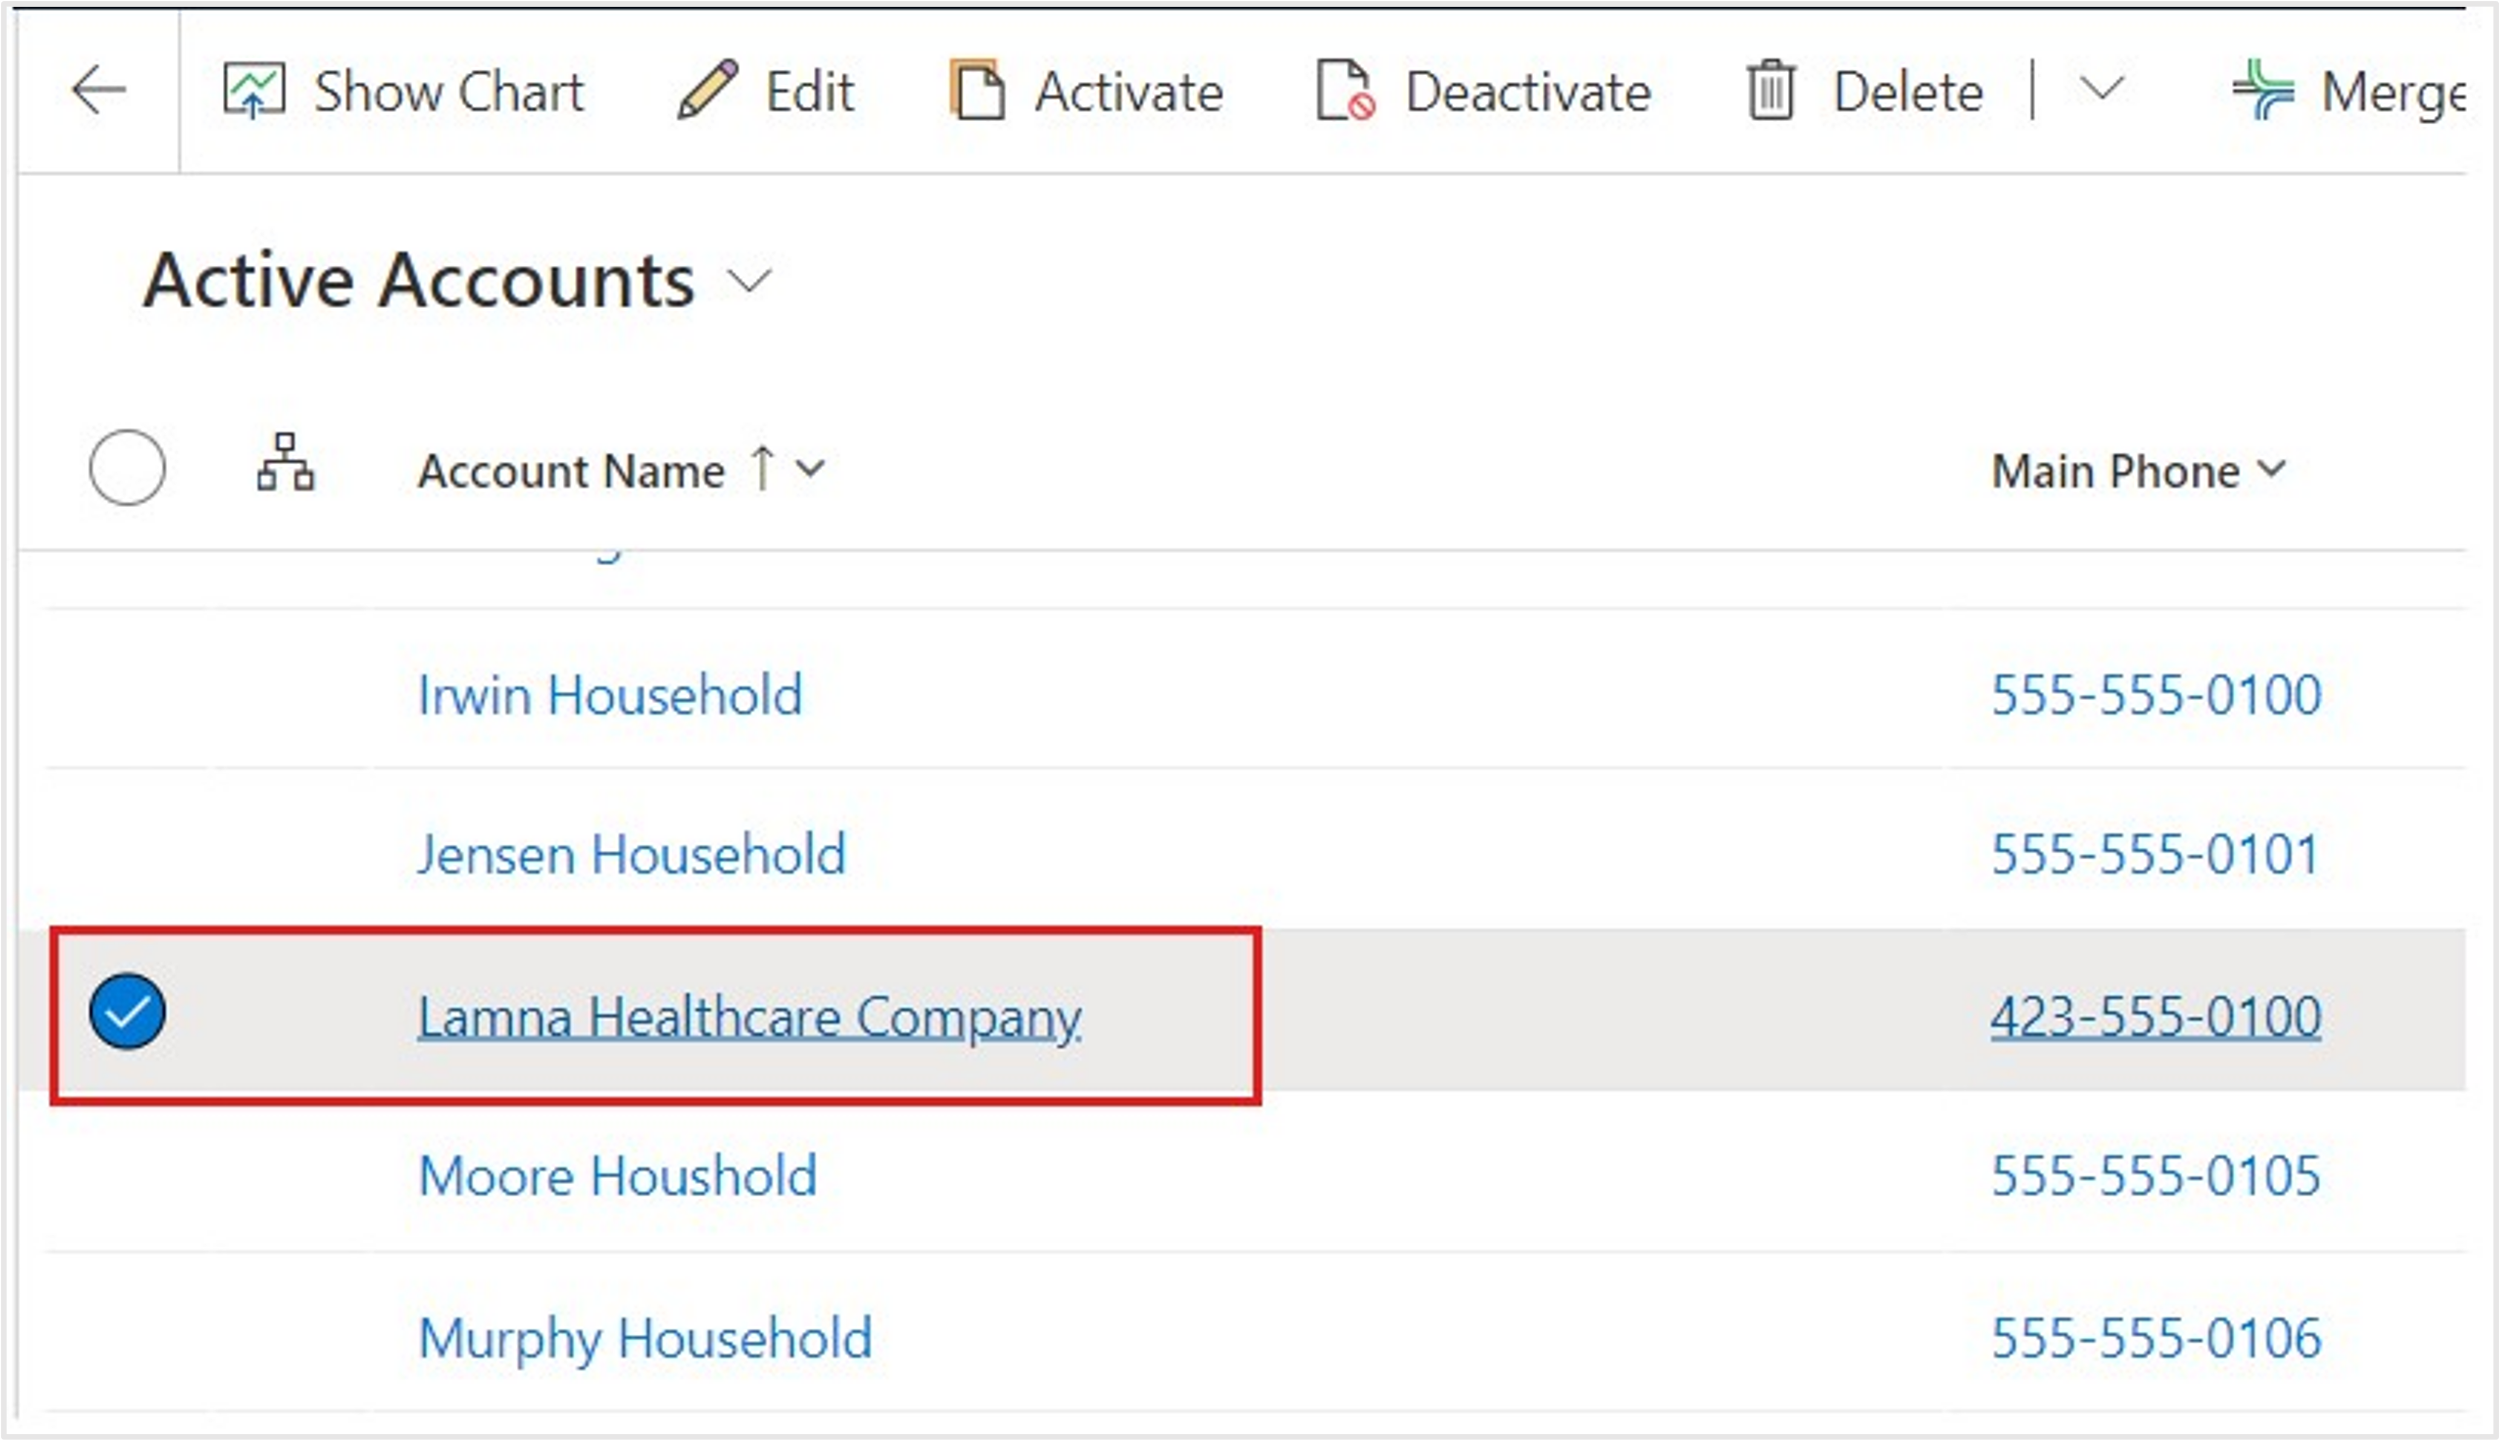 Show Chart Edit Activate Deactivate Delete Merge
Active Accounts
Account Name Main Phone
Irwin Household 555-555-0100
Jensen Household 555-555-0101
Lamna Healthcare Company 423-555-0100
Moore Houshold 555-555-0105
Murphy Household 555-555-0106